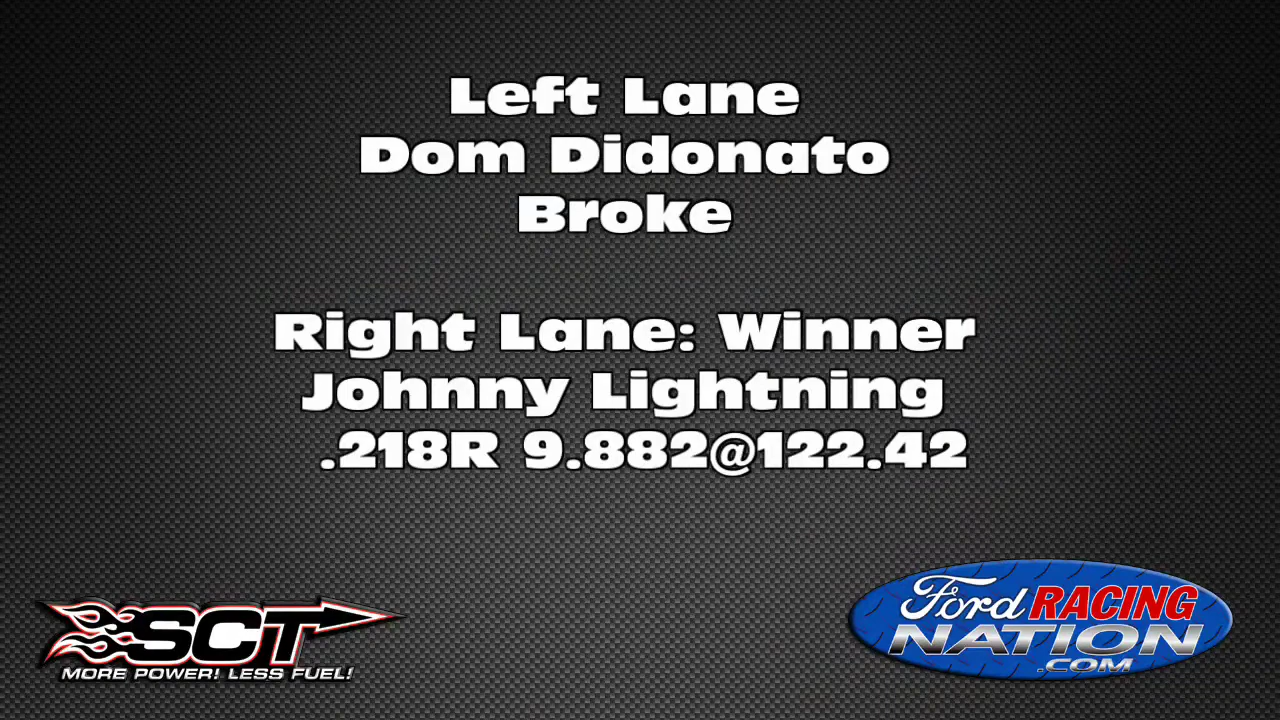 Left Lane
Dom Didonato
Broke
Right Lane: Winner
Johnny Lightning
.218R 9.882@122.42
SCT
MORE POWER! LESS FUEL!
Ford RACING
NATION
.COM